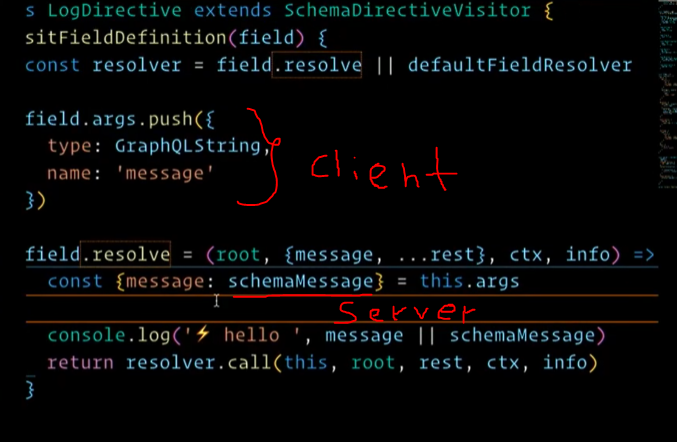 s LogDirective extends SchemaDirectiveVisitor {
sitFieldDefinition(field) {
const resolver = field.resolve || defaultFieldResolver
field.args.push({
type: GraphQLString,
name: 'message'
})
client
field.resolve = (root, {message, ...rest}, ctx, info) =>
const {message: schemaMessage} = this.args
server
console.log('⚡ hello ', message || schemaMessage)
return resolver.call(this, root, rest, ctx, info)
}